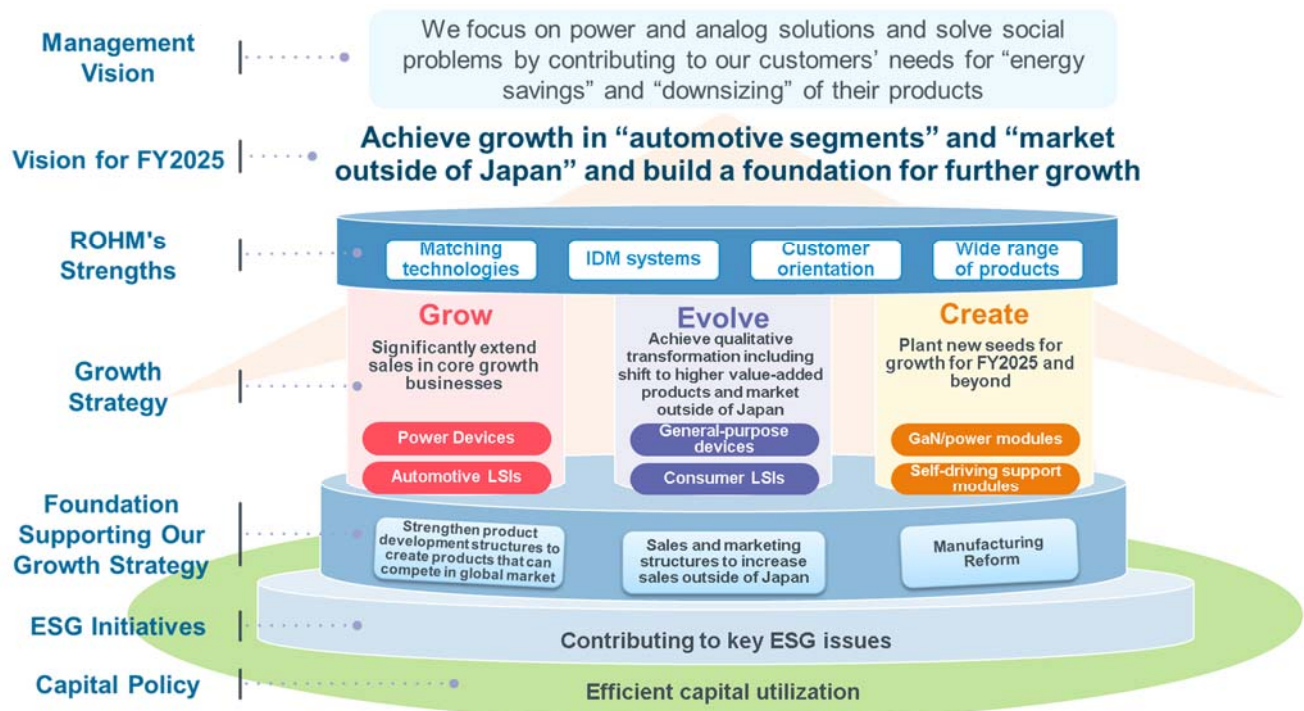 Management
Vision
We focus on power and analog solutions and solve social
problems by contributing to our customers’ needs for “energy
savings” and “downsizing” of their products
Vision for FY2025
Achieve growth in “automotive segments” and “market
outside of Japan” and build a foundation for further growth
ROHM's
Strengths
Matching
technologies
IDM systems
Customer
orientation
Wide range
of products
Growth
Strategy
Grow
Significantly extend
sales in core growth
businesses
Power Devices
Automotive LSIs
Evolve
Achieve qualitative
transformation including
shift to higher value-added
products and market
outside of Japan
General-purpose
devices
Consumer LSIs
Create
Plant new seeds for
growth for FY2025 and
beyond
GaN/power modules
Self-driving support
modules
Foundation
Supporting Our
Growth Strategy
Strengthen product
development structures to
create products that can
compete in global market
Sales and marketing
structures to increase
sales outside of Japan
Manufacturing
Reform
ESG Initiatives
Contributing to key ESG issues
Capital Policy
Efficient capital utilization